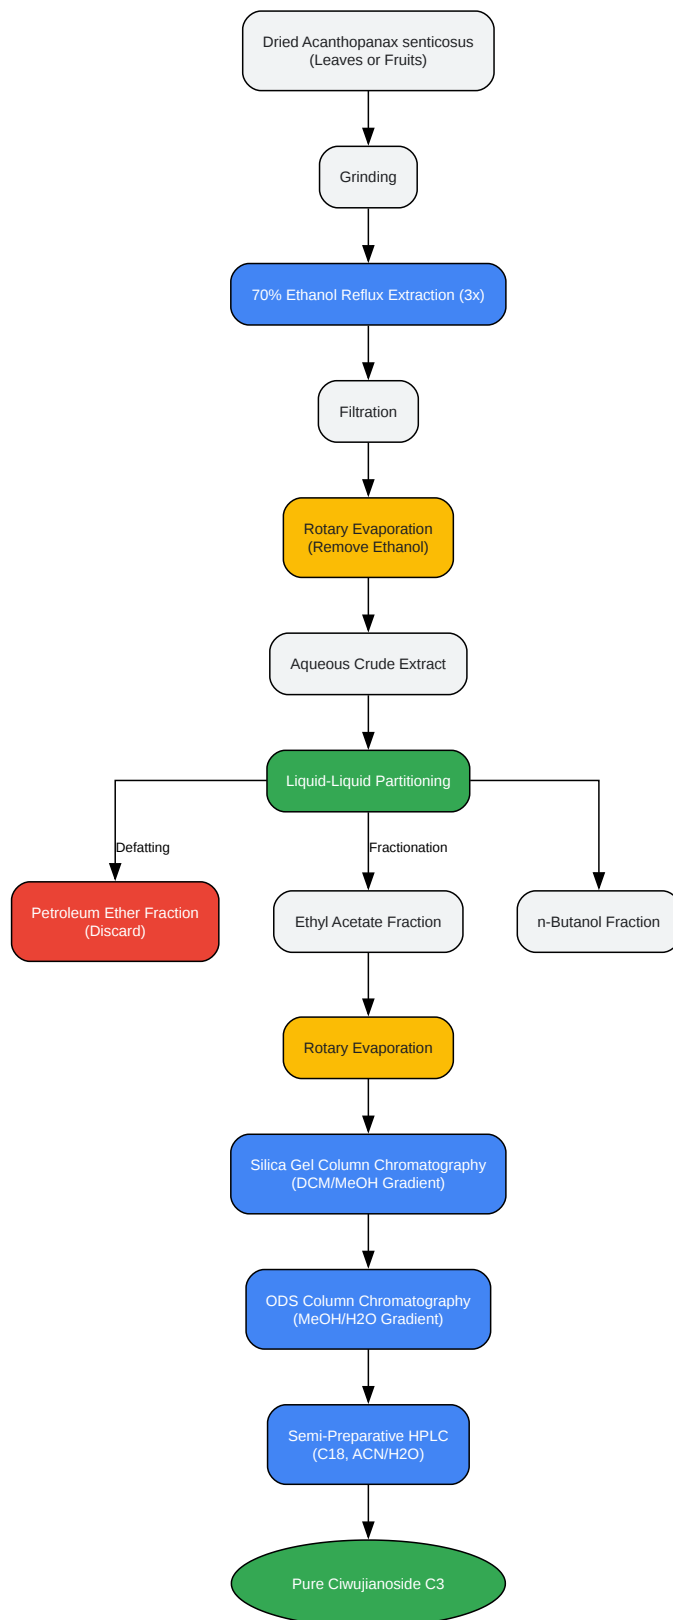 Dried Acanthopanax senticosus
(Leaves or Fruits)
Grinding
70% Ethanol Reflux Extraction (3x)
Filtration
Rotary Evaporation
(Remove Ethanol)
Aqueous Crude Extract
Liquid-Liquid Partitioning
Defatting
Fractionation
Petroleum Ether Fraction
(Discard)
Ethyl Acetate Fraction
n-Butanol Fraction
Rotary Evaporation
Silica Gel Column Chromatography
(DCM/MeOH Gradient)
ODS Column Chromatography
(MeOH/H2O Gradient)
Semi-Preparative HPLC
(C18, ACN/H2O)
Pure Ciwujianoside C3